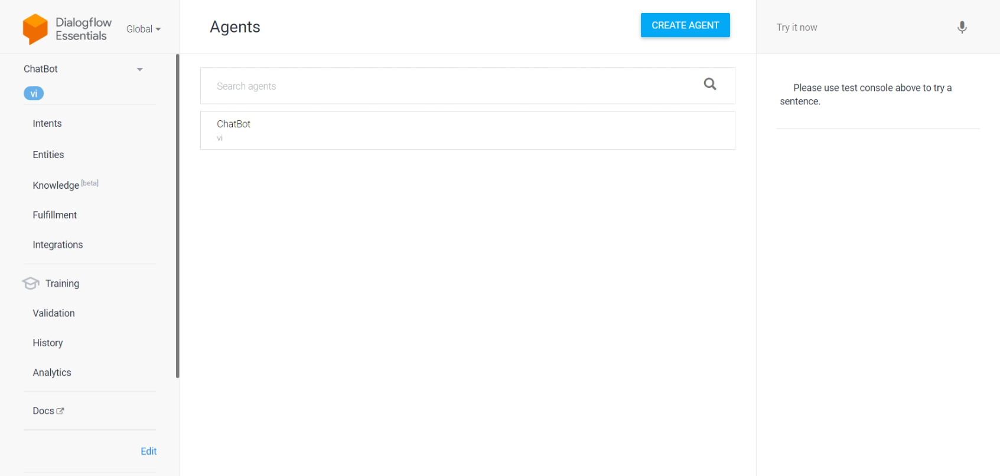 Dialogflow
Essentials
Global
ChatBot
vi
Intents
Entities
Knowledge [beta]
Fulfillment
Integrations
Training
Validation
History
Analytics
Docs
Edit
Agents
CREATE AGENT
Search agents
ChatBot
vi
Try it now
Please use test console above to try a
sentence.